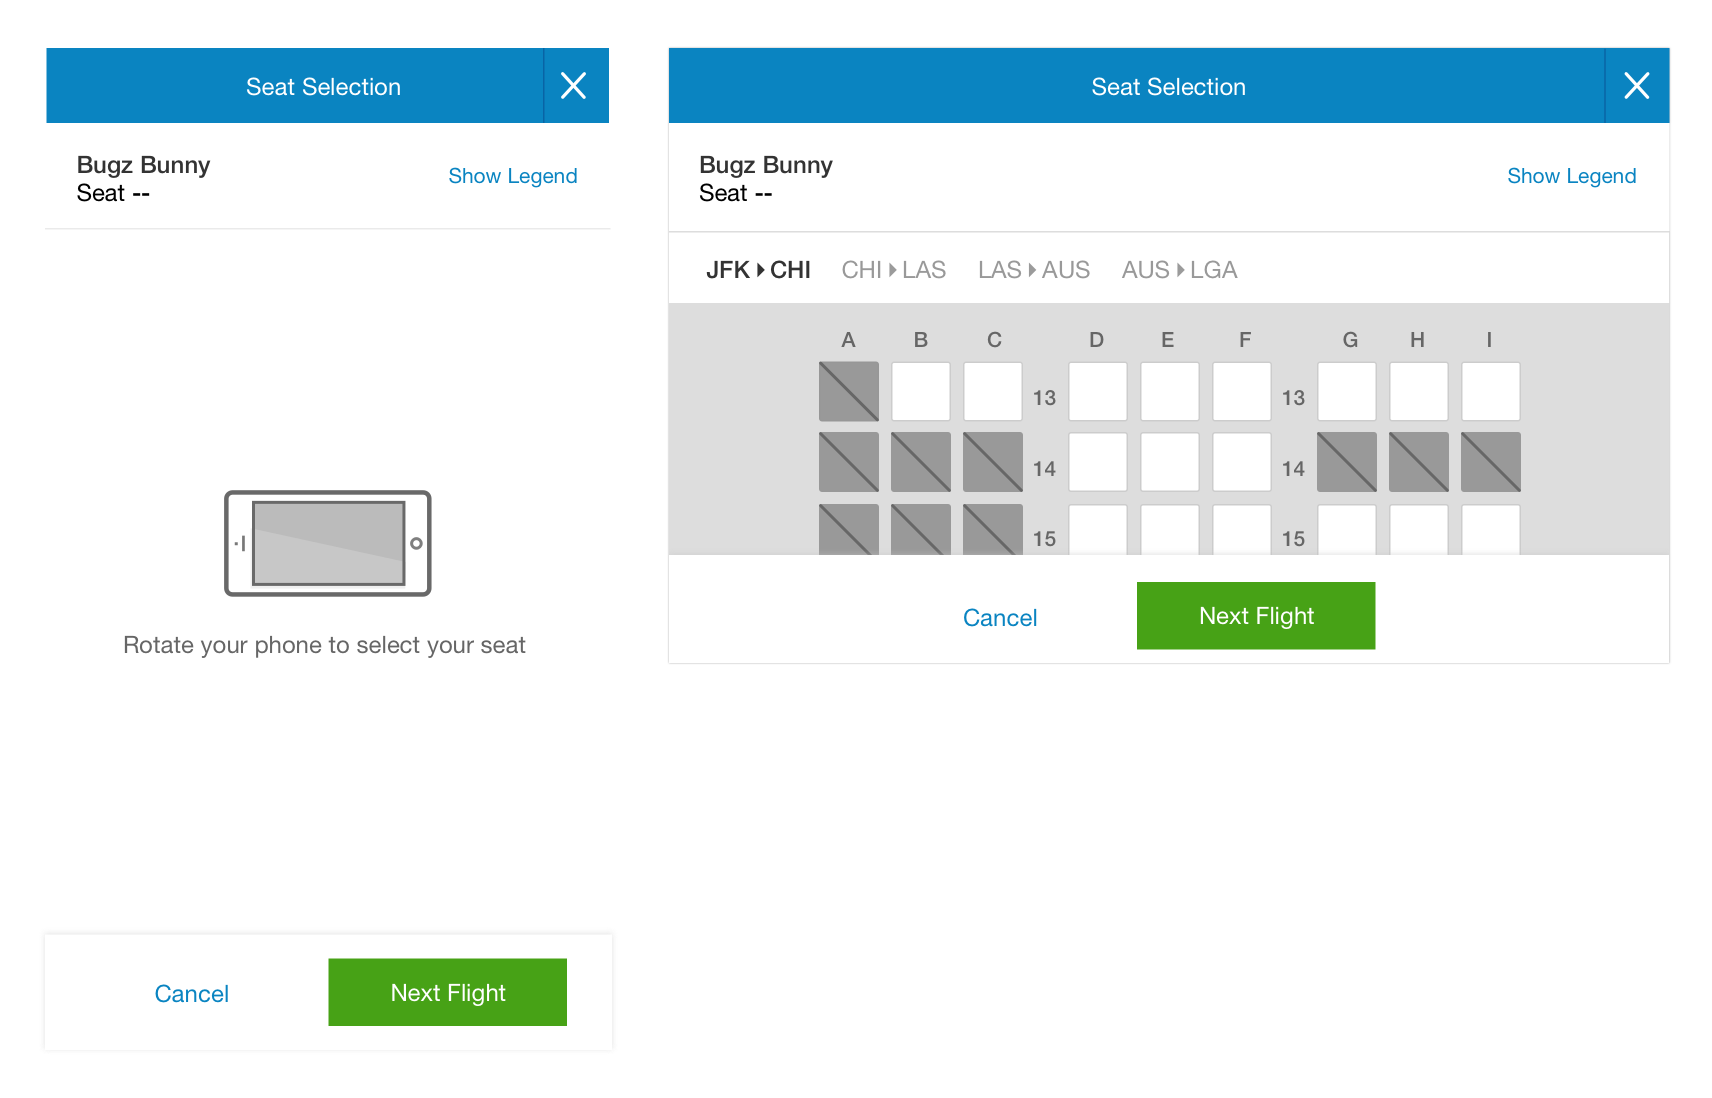 Seat Selection
Bugz Bunny
Seat --
Show Legend
Rotate your phone to select your seat
Cancel
Next Flight
Seat Selection
Bugz Bunny
Seat --
Show Legend
JFK CHI CHI LAS LAS AUS AUS LGA
A B C D E F G H I
13 13
14 14
15 15
Cancel
Next Flight